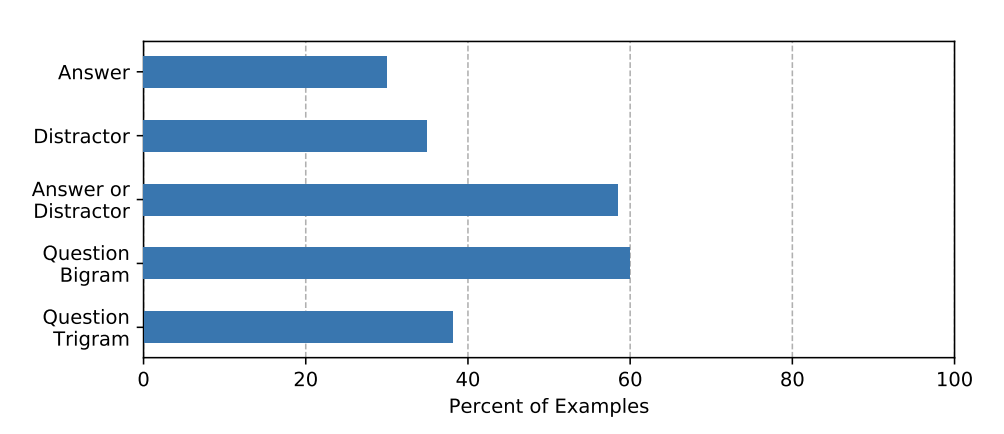 Answer
Distractor
Answer or
Distractor
Question
Bigram
Question
Trigram
0 20 40 60 80 100
Percent of Examples